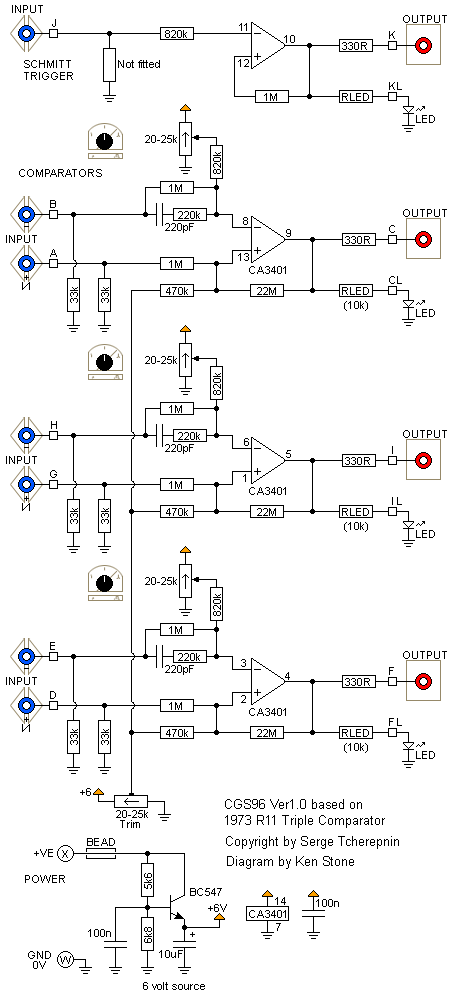 INPUT
J
820k
11
10
12
330R
K
OUTPUT
SCHMITT
TRIGGER
Not fitted
1M
RLED
KL
LED
20-25k
820k
COMPARATORS
B
1M
220k
220pF
8
9
13
CA3401
330R
C
OUTPUT
INPUT
A
1M
470k
22M
RLED
(10k)
CL
LED
33k
33k
20-25k
820k
H
1M
220k
220pF
6
5
1
CA3401
330R
I
OUTPUT
INPUT
G
1M
470k
22M
RLED
(10k)
IL
LED
33k
33k
20-25k
820k
E
1M
220k
220pF
3
4
2
CA3401
330R
F
OUTPUT
INPUT
D
1M
470k
22M
RLED
(10k)
FL
LED
33k
33k
+6
20-25k
Trim
CGS96 Ver1.0 based on
1973 R11 Triple Comparator
Copyright by Serge Tcherepnin
Diagram by Ken Stone
+VE
X
BEAD
POWER
5k6
BC547
+6V
100n
6k8
+
10uF
GND
0V
W
6 volt source
14
CA3401
7
100n